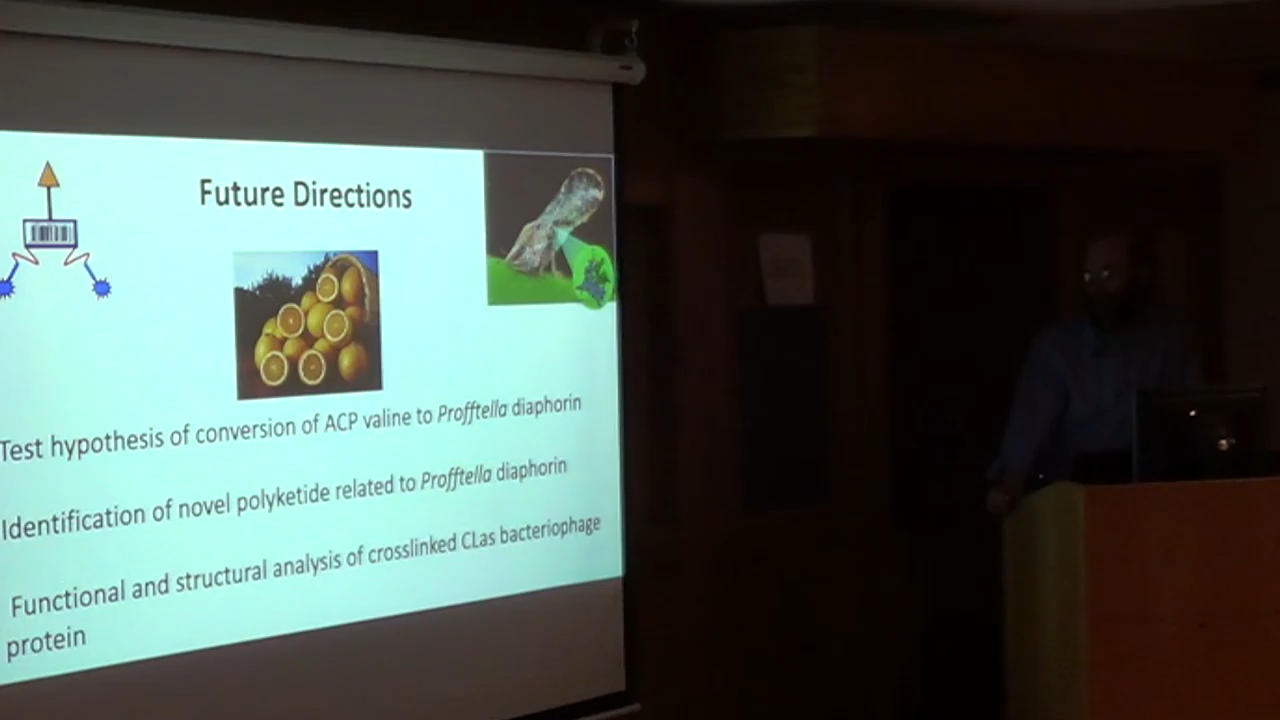 Future Directions
Test hypothesis of conversion of ACP valine to Profftella diaphorin
Identification of novel polyketide related to Profftella diaphorin
Functional and structural analysis of crosslinked CLas bacteriophage
protein